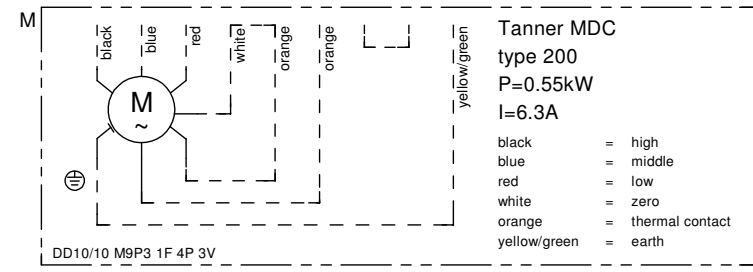 M
black
blue
red
white
orange
orange
yellow/green
M
~
DD10/10 M9P3 1F 4P 3V
Tanner MDC
type 200
P=0.55kW
I=6.3A
black = high
blue = middle
red = low
white = zero
orange = thermal contact
yellow/green = earth